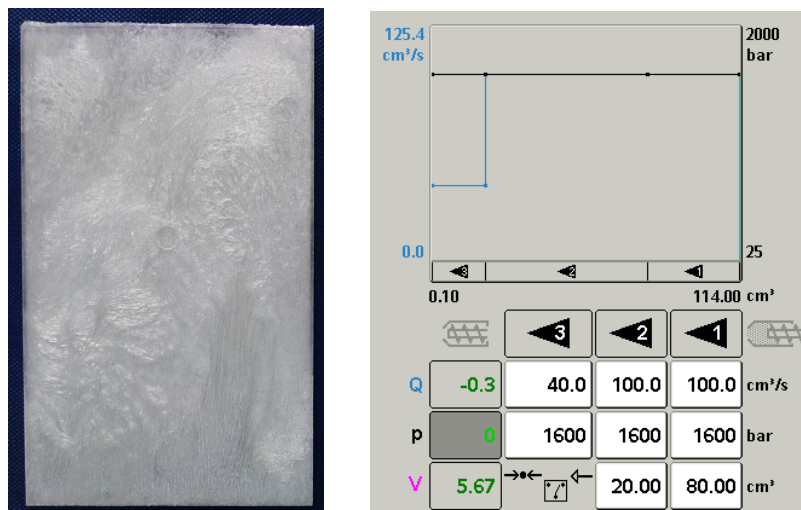 125.4 2000
cm³/s bar
0.0 25
3 2 1
0.10 114.00 cm³
3 2 1
Q -0.3 40.0 100.0 100.0 cm³/s
p 0 1600 1600 1600 bar
V 5.67 20.00 80.00 cm³